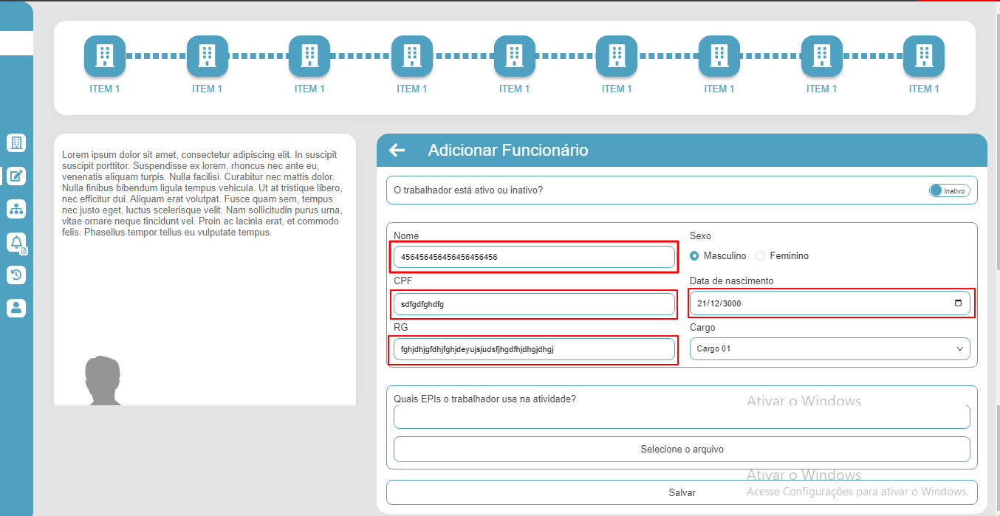 ITEM 1 ITEM 1 ITEM 1 ITEM 1 ITEM 1 ITEM 1 ITEM 1 ITEM 1 ITEM 1
Lorem ipsum dolor sit amet, consectetur adipiscing elit. In suscipit
suscipit porttitor. Suspendisse ex lorem, rhoncus nec ante eu,
venenatis aliquam turpis. Nulla facilisi. Curabitur nec mattis dolor.
Nulla finibus bibendum ligula tempus vehicula. Ut at tristique libero,
nec efficitur dui. Aliquam erat volutpat. Fusce quam sem, tempus
nec justo eget, luctus scelerisque velit. Nam sollicitudin purus urna,
vitae ornare neque tincidunt vel. Proin ac lacinia erat, et commodo
felis. Phasellus tempor tellus eu vulputate tempus.
Adicionar Funcionário
O trabalhador está ativo ou inativo?
Inativo
Nome
456456456456456456456
Sexo
Masculino Feminino
CPF
sdfgdfghdfg
Data de nascimento
21/12/3000
RG
fghjdhjgfdhjfghjdeyujsjudsfjhgdfhjdhgjdhgj
Cargo
Cargo 01
Quais EPIs o trabalhador usa na atividade?
Ativar o Windows
Selecione o arquivo
Ativar o Windows
Acesse Configurações para ativar o Windows.
Salvar